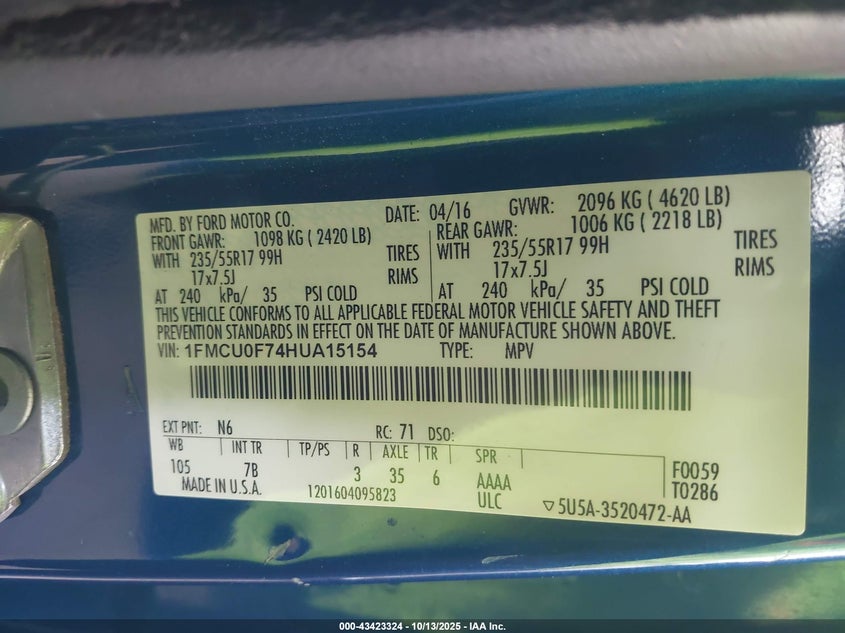 MFD. BY FORD MOTOR CO. DATE: 04/16 GVWR: 2096 KG ( 4620 LB)
FRONT GAWR: 1098 KG ( 2420 LB) REAR GAWR: 1006 KG ( 2218 LB)
WITH 235/55R17 99H TIRES WITH 235/55R17 99H TIRES
17x7.5J RIMS 17x7.5J RIMS
AT 240 kPa/ 35 PSI COLD AT 240 kPa/ 35 PSI COLD
THIS VEHICLE CONFORMS TO ALL APPLICABLE FEDERAL MOTOR VEHICLE SAFETY AND THEFT
PREVENTION STANDARDS IN EFFECT ON THE DATE OF MANUFACTURE SHOWN ABOVE.
VIN: 1FMCU0F74HUA15154 TYPE: MPV
EXT PNT: N6 RC: 71 DSO:
WB INT TR TP/PS R AXLE TR SPR
105 7B 3 35 6 AAAA F0059
MADE IN U.S.A. 1201604095823 ULC T0286
▽5U5A-3520472-AA
000-43423324 | 10/13/2025 - IAA Inc.